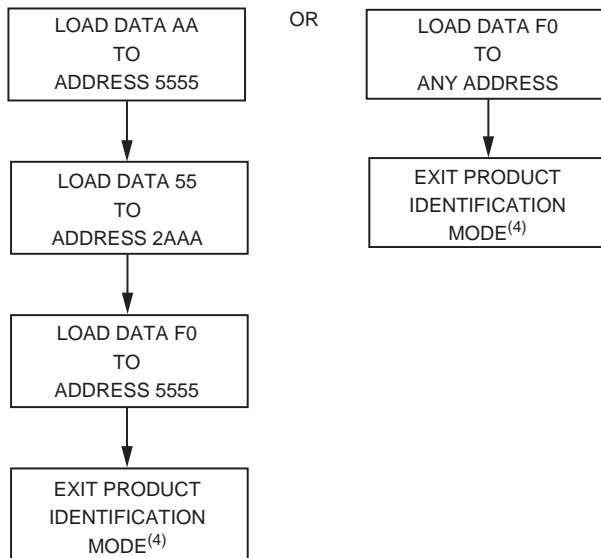 LOAD DATA AA
TO
ADDRESS 5555
LOAD DATA 55
TO
ADDRESS 2AAA
LOAD DATA F0
TO
ADDRESS 5555
EXIT PRODUCT
IDENTIFICATION
MODE(4)
OR
LOAD DATA F0
TO
ANY ADDRESS
EXIT PRODUCT
IDENTIFICATION
MODE(4)